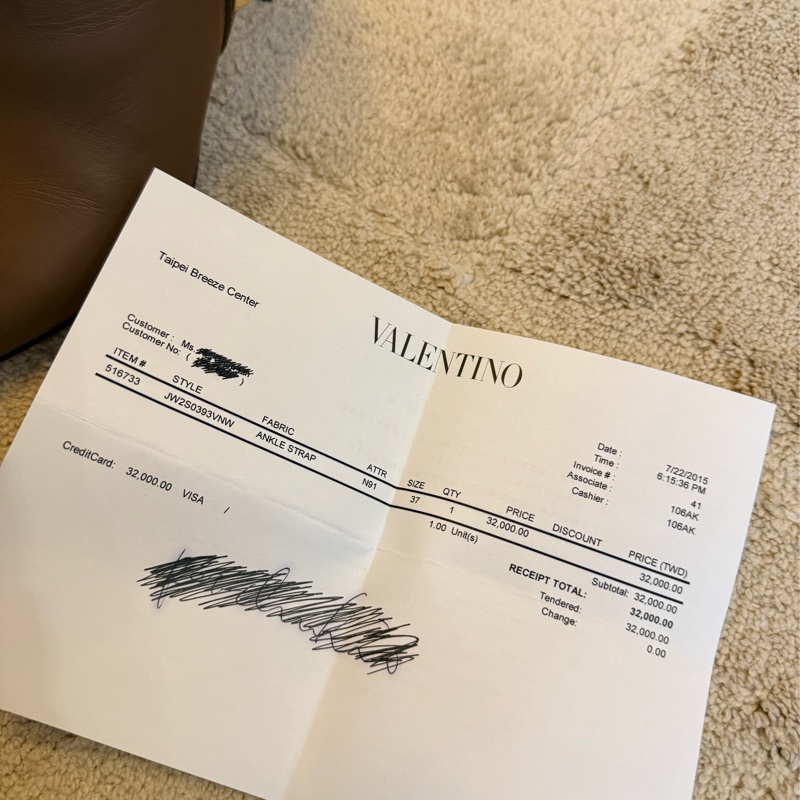 Taipei Breeze Center
VALENTINO
Customer : Ms.
Customer No: ( )
Date : 7/22/2015
Time : 6:15:36 PM
Invoice # : 41
Associate : 106AK
Cashier : 106AK
ITEM # STYLE FABRIC ATTR SIZE QTY PRICE DISCOUNT PRICE (TWD)
516733 JW2S0393VNW ANKLE STRAP N91 37 1 32,000.00 32,000.00
1.00 Unit(s) Subtotal: 32,000.00
RECEIPT TOTAL: 32,000.00
Tendered: 32,000.00
Change: 0.00
CreditCard: 32,000.00 VISA /